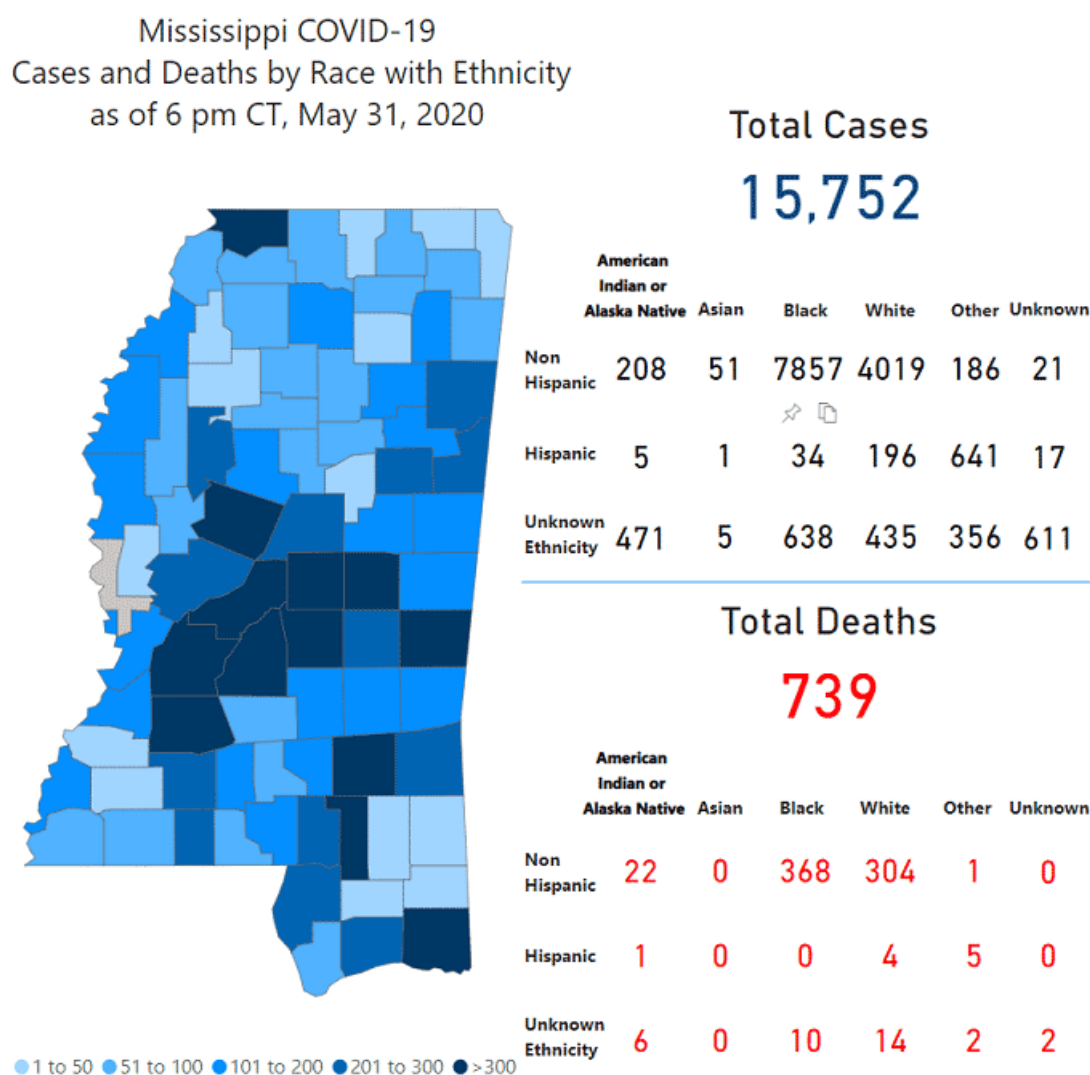 Mississippi COVID-19
Cases and Deaths by Race with Ethnicity
as of 6 pm CT, May 31, 2020
Total Cases
15,752
American
Indian or
Alaska Native Asian Black White Other Unknown
Non
Hispanic 208 51 7857 4019 186 21
Hispanic 5 1 34 196 641 17
Unknown
Ethnicity 471 5 638 435 356 611
Total Deaths
739
American
Indian or
Alaska Native Asian Black White Other Unknown
Non
Hispanic 22 0 368 304 1 0
Hispanic 1 0 0 4 5 0
Unknown
Ethnicity 6 0 10 14 2 2
1 to 50 51 to 100 101 to 200 201 to 300 >300